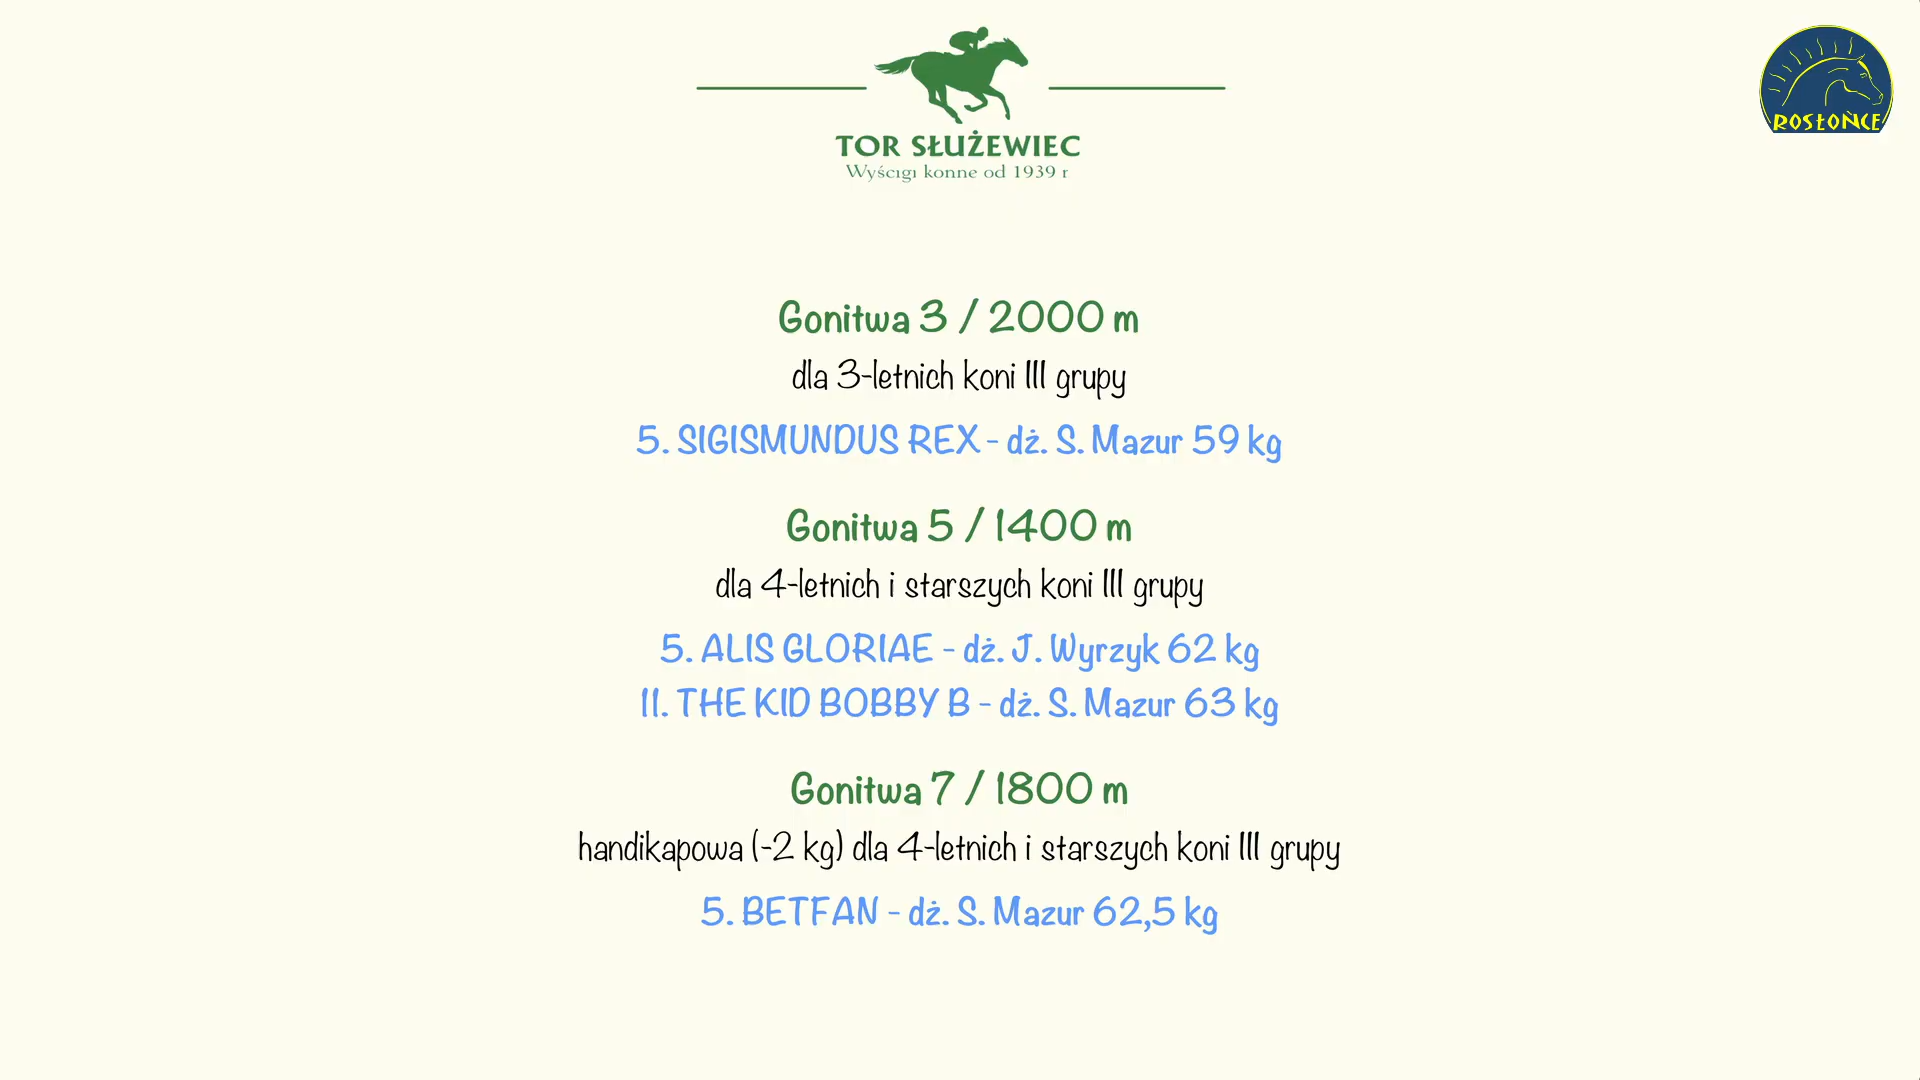 TOR SŁUŻEWIEC
Wyścigi konne od 1939 r
ROSŁOŃCE
Gonitwa 3 / 2000 m
dla 3-letnich koni III grupy
5. SIGISMUNDUS REX - dż. S. Mazur 59 kg
Gonitwa 5 / 1400 m
dla 4-letnich i starszych koni III grupy
5. ALIS GLORIAE - dż. J. Wyrzyk 62 kg
11. THE KID BOBBY B - dż. S. Mazur 63 kg
Gonitwa 7 / 1800 m
handikapowa (-2 kg) dla 4-letnich i starszych koni III grupy
5. BETFAN - dż. S. Mazur 62,5 kg